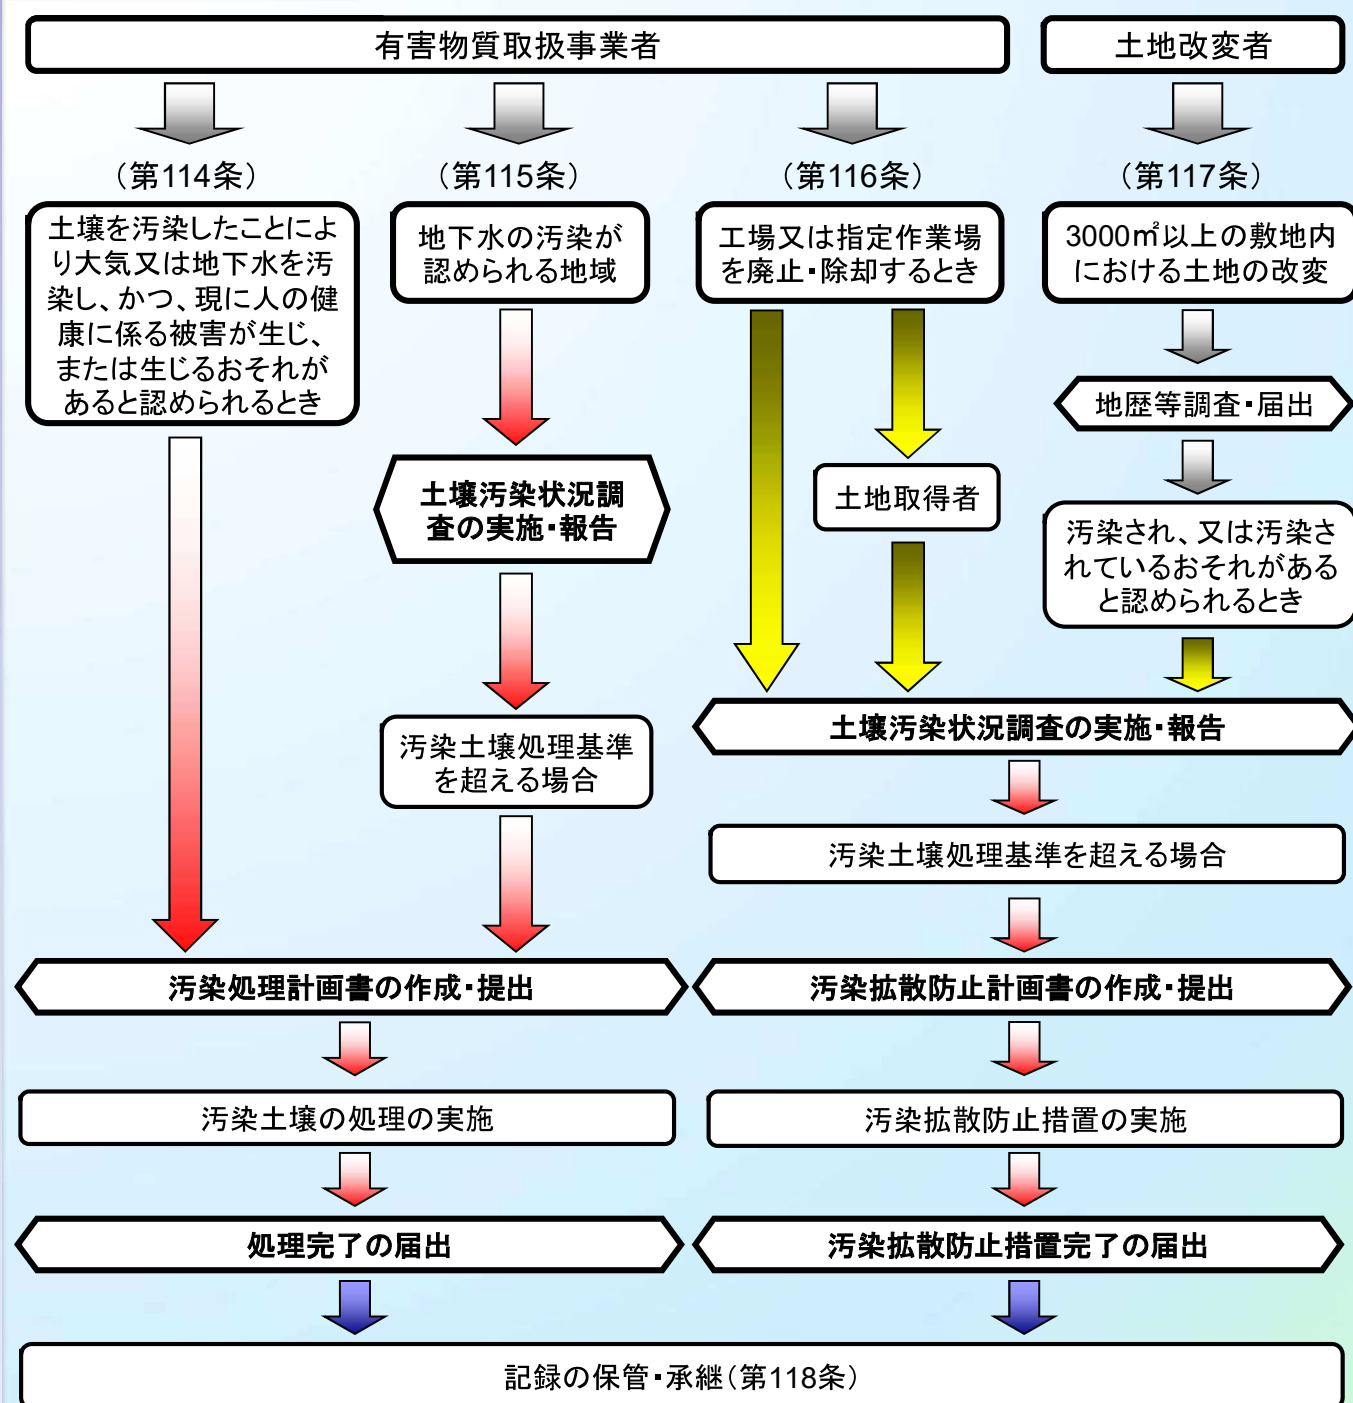 有害物質取扱事業者
土地改変者
（第114条）
（第115条）
（第116条）
（第117条）
土壌を汚染したことによ
り大気又は地下水を汚
染し、かつ、現に人の健
康に係る被害が生じ、
または生じるおそれが
あると認められるとき
地下水の汚染が
認められる地域
工場又は指定作業場
を廃止・除却するとき
3000㎡以上の敷地内
における土地の改変
地歴等調査・届出
土壌汚染状況調
査の実施・報告
土地取得者
汚染され、又は汚染さ
れているおそれがある
と認められるとき
土壌汚染状況調査の実施・報告
汚染土壌処理基準
を超える場合
汚染土壌処理基準を超える場合
汚染処理計画書の作成・提出
汚染拡散防止計画書の作成・提出
汚染土壌の処理の実施
汚染拡散防止措置の実施
処理完了の届出
汚染拡散防止措置完了の届出
記録の保管・承継（第118条）